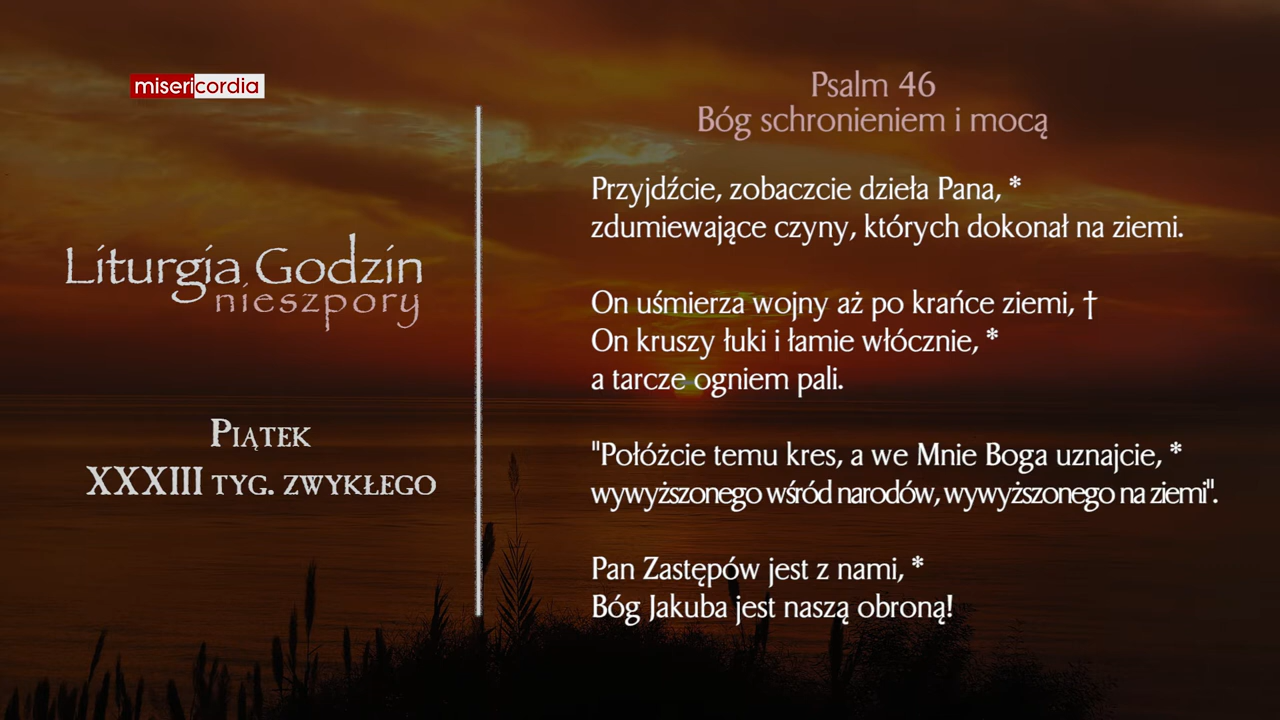 misericordia
Liturgia Godzin
nieszpory
Piątek
XXXIII tyg. zwykłego
Psalm 46
Bóg schronieniem i mocą
Przyjdźcie, zobaczcie dzieła Pana, *
zdumiewające czyny, których dokonał na ziemi.
On uśmierza wojny aż po krańce ziemi, †
On kruszy łuki i łamie włócznie, *
a tarcze ogniem pali.
"Połóżcie temu kres, a we Mnie Boga uznajcie, *
wywyższonego wśród narodów, wywyższonego na ziemi".
Pan Zastępów jest z nami, *
Bóg Jakuba jest naszą obroną!